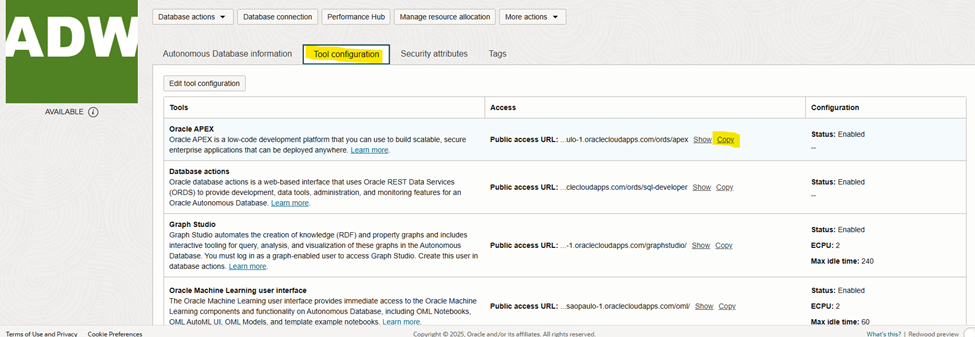 ADW
AVAILABLE i
Database actions
Database connection
Performance Hub
Manage resource allocation
More actions
Autonomous Database information
Tool configuration
Security attributes
Tags
Edit tool configuration
Tools
Access
Configuration
Oracle APEX
Oracle APEX is a low-code development platform that you can use to build scalable, secure
enterprise applications that can be deployed anywhere. Learn more.
Public access URL: ...ulo-1.oraclecloudapps.com/ords/apex Show Copy
Status: Enabled
--
Database actions
Oracle database actions is a web-based interface that uses Oracle REST Data Services
(ORDS) to provide development, data tools, administration, and monitoring features for an
Oracle Autonomous Database. Learn more.
Public access URL: ...clecloudapps.com/ords/sql-developer Show Copy
Status: Enabled
--
Graph Studio
Graph Studio automates the creation of knowledge (RDF) and property graphs and includes
interactive tooling for query, analysis, and visualization of these graphs in the Autonomous
Database. You must log in as a graph-enabled user to access Graph Studio. Create this user in
database actions. Learn more.
Public access URL: ...-1.oraclecloudapps.com/graphstudio/ Show Copy
Status: Enabled
ECPU: 2
Max idle time: 240
Oracle Machine Learning user interface
The Oracle Machine Learning user interface provides immediate access to the Oracle Machine
Learning components and functionality on Autonomous Database, including OML Notebooks,
OML AutoML UI, OML Models, and template example notebooks. Learn more.
Public access URL: ...saopaulo-1.oraclecloudapps.com/oml/ Show Copy
Status: Enabled
ECPU: 2
Max idle time: 60
Terms of Use and Privacy
Cookie Preferences
Copyright © 2025, Oracle and/or its affiliates. All rights reserved.
What's this? | Redwood preview